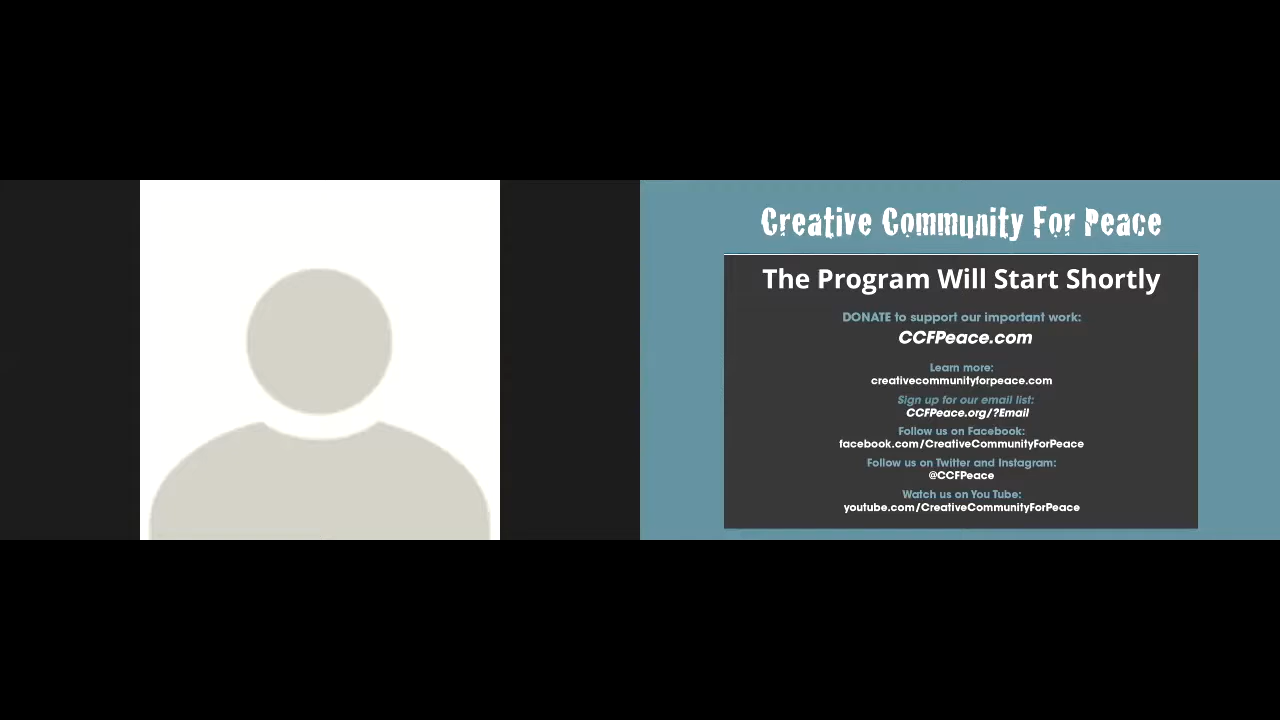 Creative Community For Peace
The Program Will Start Shortly
DONATE to support our important work:
CCFPeace.com
Learn more:
creativecommunityforpeace.com
Sign up for our email list:
CCFPeace.org/?Email
Follow us on Facebook:
facebook.com/CreativeCommunityForPeace
Follow us on Twitter and Instagram:
@CCFPeace
Watch us on You Tube:
youtube.com/CreativeCommunityForPeace